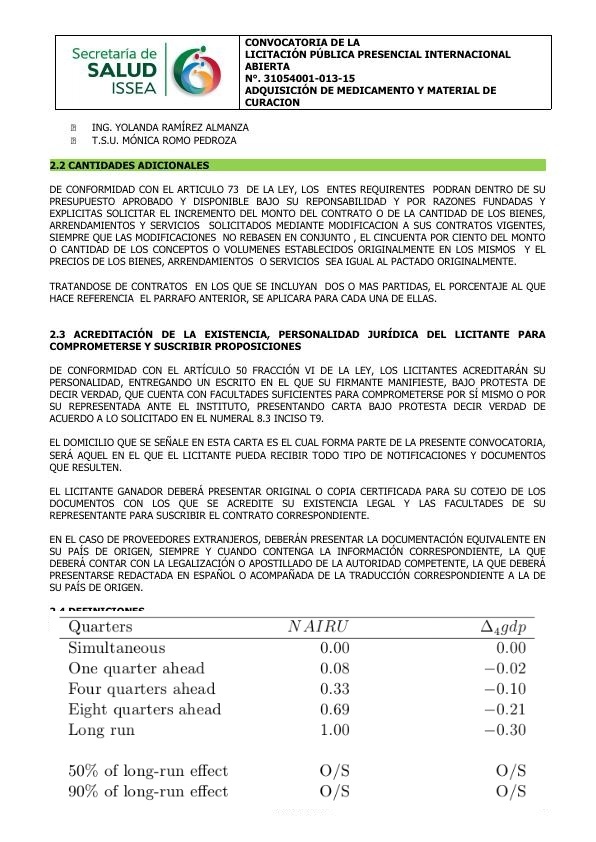 Secretaría de
SALUD
ISSEA
CONVOCATORIA DE LA
LICITACIÓN PÚBLICA PRESENCIAL INTERNACIONAL
ABIERTA
N°. 31054001-013-15
ADQUISICIÓN DE MEDICAMENTO Y MATERIAL DE
CURACION
ING. YOLANDA RAMÍREZ ALMANZA
T.S.U. MÓNICA ROMO PEDROZA
2.2 CANTIDADES ADICIONALES
DE CONFORMIDAD CON EL ARTICULO 73 DE LA LEY, LOS ENTES REQUIRENTES PODRAN DENTRO DE SU
PRESUPUESTO APROBADO Y DISPONIBLE BAJO SU REPONSABILIDAD Y POR RAZONES FUNDADAS Y
EXPLICITAS SOLICITAR EL INCREMENTO DEL MONTO DEL CONTRATO O DE LA CANTIDAD DE LOS BIENES,
ARRENDAMIENTOS Y SERVICIOS SOLICITADOS MEDIANTE MODIFICACION A SUS CONTRATOS VIGENTES,
SIEMPRE QUE LAS MODIFICACIONES NO REBASEN EN CONJUNTO , EL CINCUENTA POR CIENTO DEL MONTO
O CANTIDAD DE LOS CONCEPTOS O VOLUMENES ESTABLECIDOS ORIGINALMENTE EN LOS MISMOS Y EL
PRECIOS DE LOS BIENES, ARRENDAMIENTOS O SERVICIOS SEA IGUAL AL PACTADO ORIGINALMENTE.
TRATANDOSE DE CONTRATOS EN LOS QUE SE INCLUYAN DOS O MAS PARTIDAS, EL PORCENTAJE AL QUE
HACE REFERENCIA EL PARRAFO ANTERIOR, SE APLICARA PARA CADA UNA DE ELLAS.
2.3 ACREDITACIÓN DE LA EXISTENCIA, PERSONALIDAD JURÍDICA DEL LICITANTE PARA
COMPROMETERSE Y SUSCRIBIR PROPOSICIONES
DE CONFORMIDAD CON EL ARTÍCULO 50 FRACCIÓN VI DE LA LEY, LOS LICITANTES ACREDITARÁN SU
PERSONALIDAD, ENTREGANDO UN ESCRITO EN EL QUE SU FIRMANTE MANIFIESTE, BAJO PROTESTA DE
DECIR VERDAD, QUE CUENTA CON FACULTADES SUFICIENTES PARA COMPROMETERSE POR SÍ MISMO O POR
SU REPRESENTADA ANTE EL INSTITUTO, PRESENTANDO CARTA BAJO PROTESTA DECIR VERDAD DE
ACUERDO A LO SOLICITADO EN EL NUMERAL 8.3 INCISO T9.
EL DOMICILIO QUE SE SEÑALE EN ESTA CARTA ES EL CUAL FORMA PARTE DE LA PRESENTE CONVOCATORIA,
SERÁ AQUEL EN EL QUE EL LICITANTE PUEDA RECIBIR TODO TIPO DE NOTIFICACIONES Y DOCUMENTOS
QUE RESULTEN.
EL LICITANTE GANADOR DEBERÁ PRESENTAR ORIGINAL O COPIA CERTIFICADA PARA SU COTEJO DE LOS
DOCUMENTOS CON LOS QUE SE ACREDITE SU EXISTENCIA LEGAL Y LAS FACULTADES DE SU
REPRESENTANTE PARA SUSCRIBIR EL CONTRATO CORRESPONDIENTE.
EN EL CASO DE PROVEEDORES EXTRANJEROS, DEBERÁN PRESENTAR LA DOCUMENTACIÓN EQUIVALENTE EN
SU PAÍS DE ORIGEN, SIEMPRE Y CUANDO CONTENGA LA INFORMACIÓN CORRESPONDIENTE, LA QUE
DEBERÁ CONTAR CON LA LEGALIZACIÓN O APOSTILLADO DE LA AUTORIDAD COMPETENTE, LA QUE DEBERÁ
PRESENTARSE REDACTADA EN ESPAÑOL O ACOMPAÑADA DE LA TRADUCCIÓN CORRESPONDIENTE A LA DE
SU PAÍS DE ORIGEN.
2.4 DEFINICIONES
Quarters NAIRU Δ₄gdp
Simultaneous 0.00 0.00
One quarter ahead 0.08 −0.02
Four quarters ahead 0.33 −0.10
Eight quarters ahead 0.69 −0.21
Long run 1.00 −0.30
50% of long-run effect O/S O/S
90% of long-run effect O/S O/S